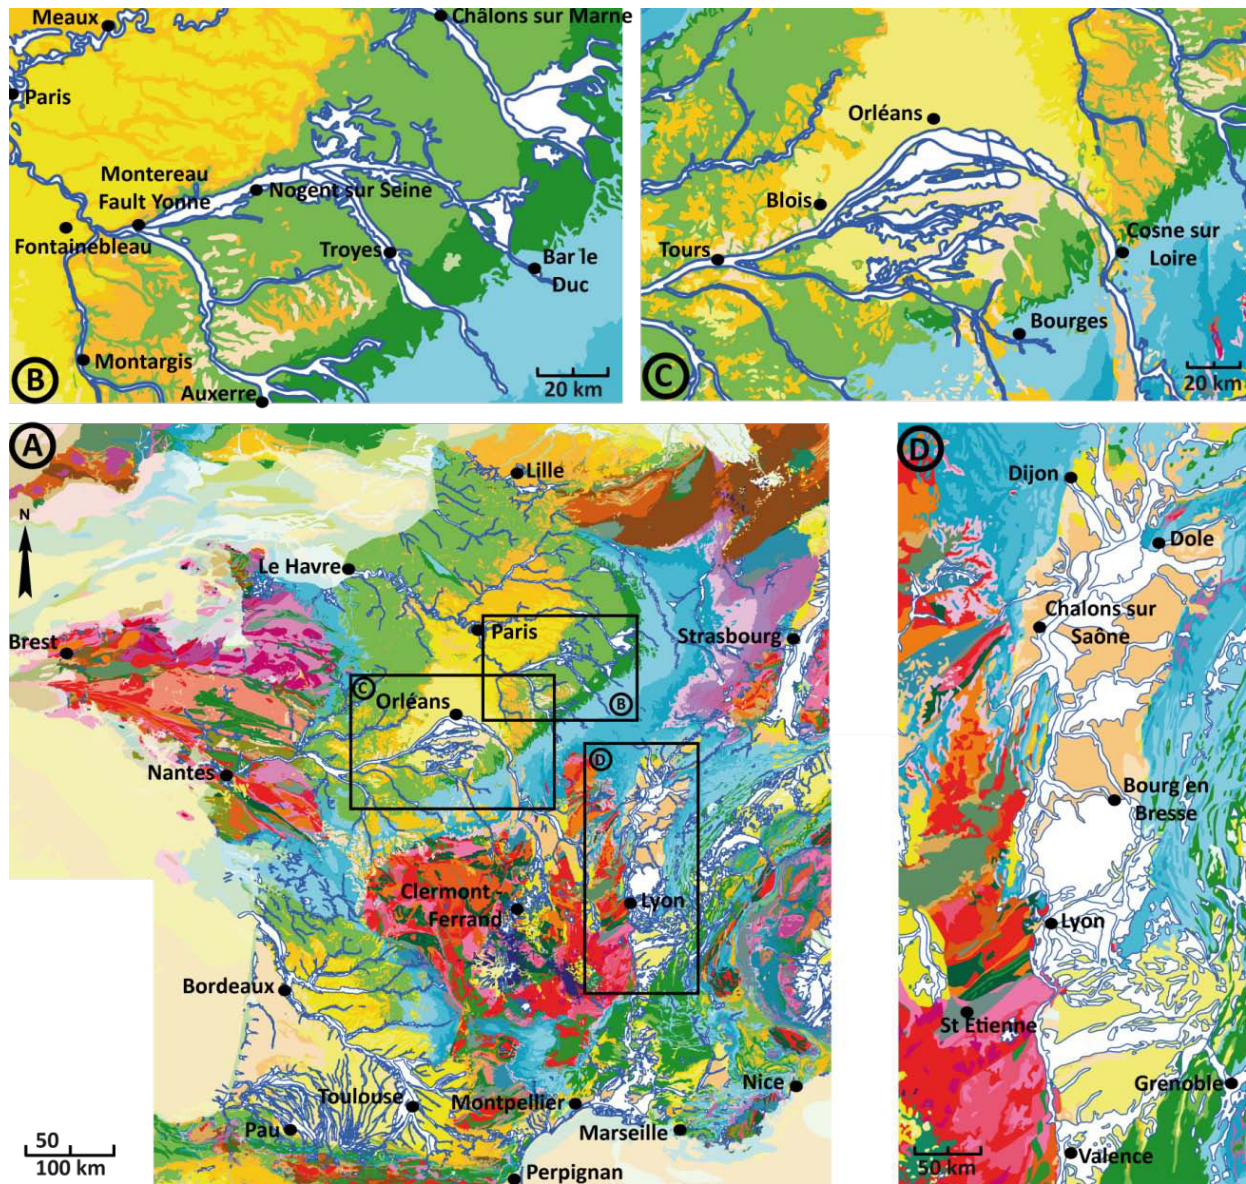 Meaux
Châlons sur Marne
Paris
Montereau
Fault Yonne
Nogent sur Seine
Fontainebleau
Troyes
Bar le
Duc
Montargis
Auxerre
B
20 km
Orléans
Blois
Tours
Cosne sur
Loire
Bourges
C
20 km
A
N
Lille
Le Havre
Paris
Brest
Strasbourg
C
Orléans
B
D
Nantes
Clermont
Ferrand
Lyon
Bordeaux
Toulouse
Montpellier
Nice
Pau
Marseille
Perpignan
50
100 km
D
Dijon
Dole
Chalons sur
Saône
Bourg en
Bresse
Lyon
St Etienne
Grenoble
50 km
Valence